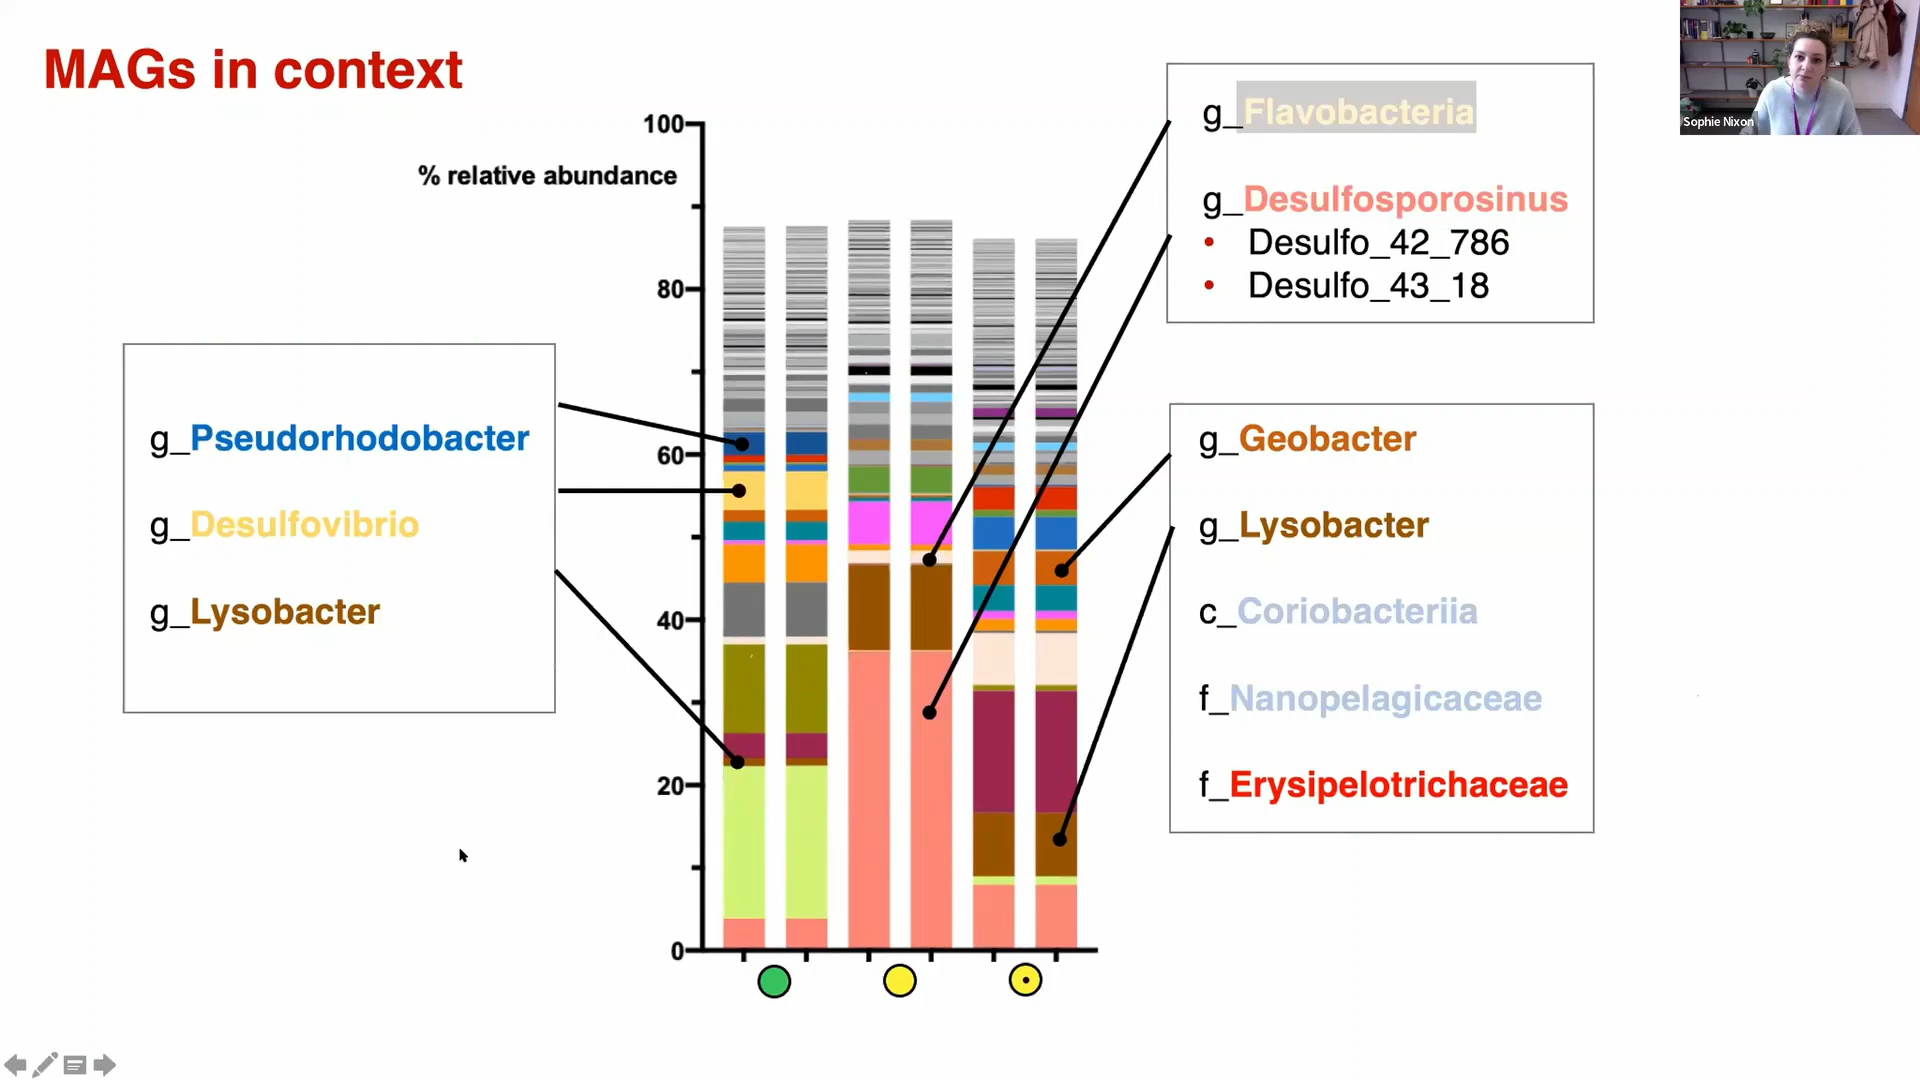 MAGs in context
% relative abundance
100
80
60
40
20
0
g_Pseudorhodobacter
g_Desulfovibrio
g_Lysobacter
g_Flavobacteria
g_Desulfosporosinus
• Desulfo_42_786
• Desulfo_43_18
g_Geobacter
g_Lysobacter
c_Coriobacteriia
f_Nanopelagicaceae
f_Erysipelotrichaceae
Sophie Nixon